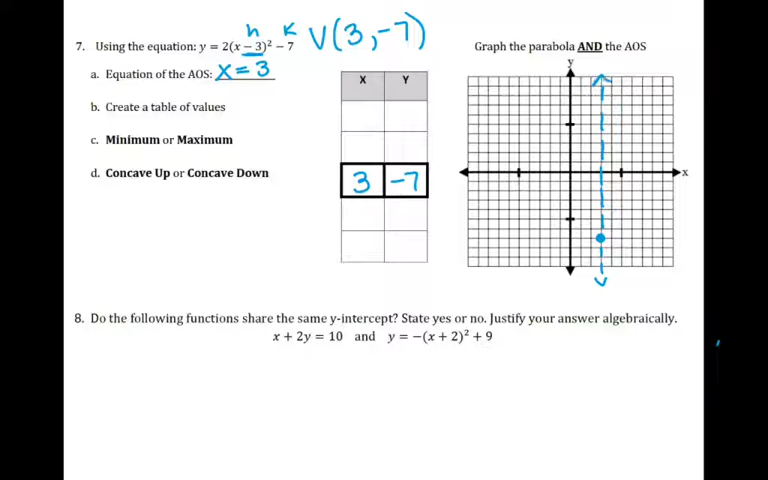 h k
7. Using the equation: y = 2(x − 3)² − 7 V(3, -7)
Graph the parabola AND the AOS
a. Equation of the AOS: x = 3
b. Create a table of values
c. Minimum or Maximum
d. Concave Up or Concave Down
X Y
3 -7
y
x
8. Do the following functions share the same y-intercept? State yes or no. Justify your answer algebraically.
x + 2y = 10 and y = −(x + 2)² + 9